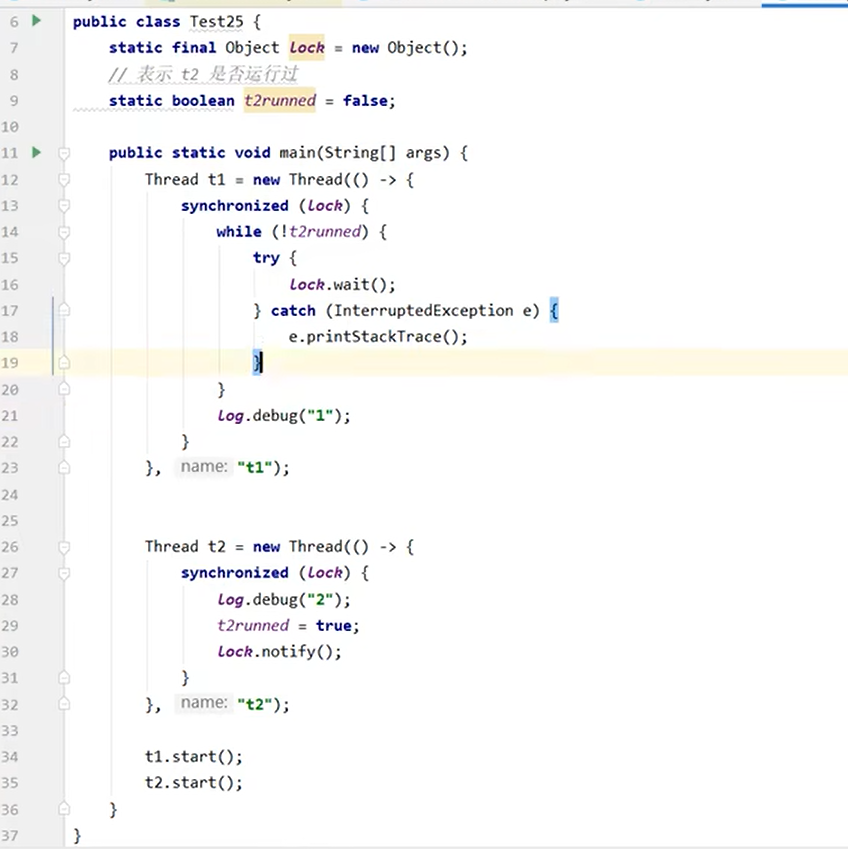 6 public class Test25 {
7 static final Object lock = new Object();
8 // 表示 t2 是否运行过
9 static boolean t2runned = false;
10
11 public static void main(String[] args) {
12 Thread t1 = new Thread(() -> {
13 synchronized (lock) {
14 while (!t2runned) {
15 try {
16 lock.wait();
17 } catch (InterruptedException e) {
18 e.printStackTrace();
19 }
20 }
21 log.debug("1");
22 }
23 }, name: "t1");
24
25
26 Thread t2 = new Thread(() -> {
27 synchronized (lock) {
28 log.debug("2");
29 t2runned = true;
30 lock.notify();
31 }
32 }, name: "t2");
33
34 t1.start();
35 t2.start();
36 }
37 }